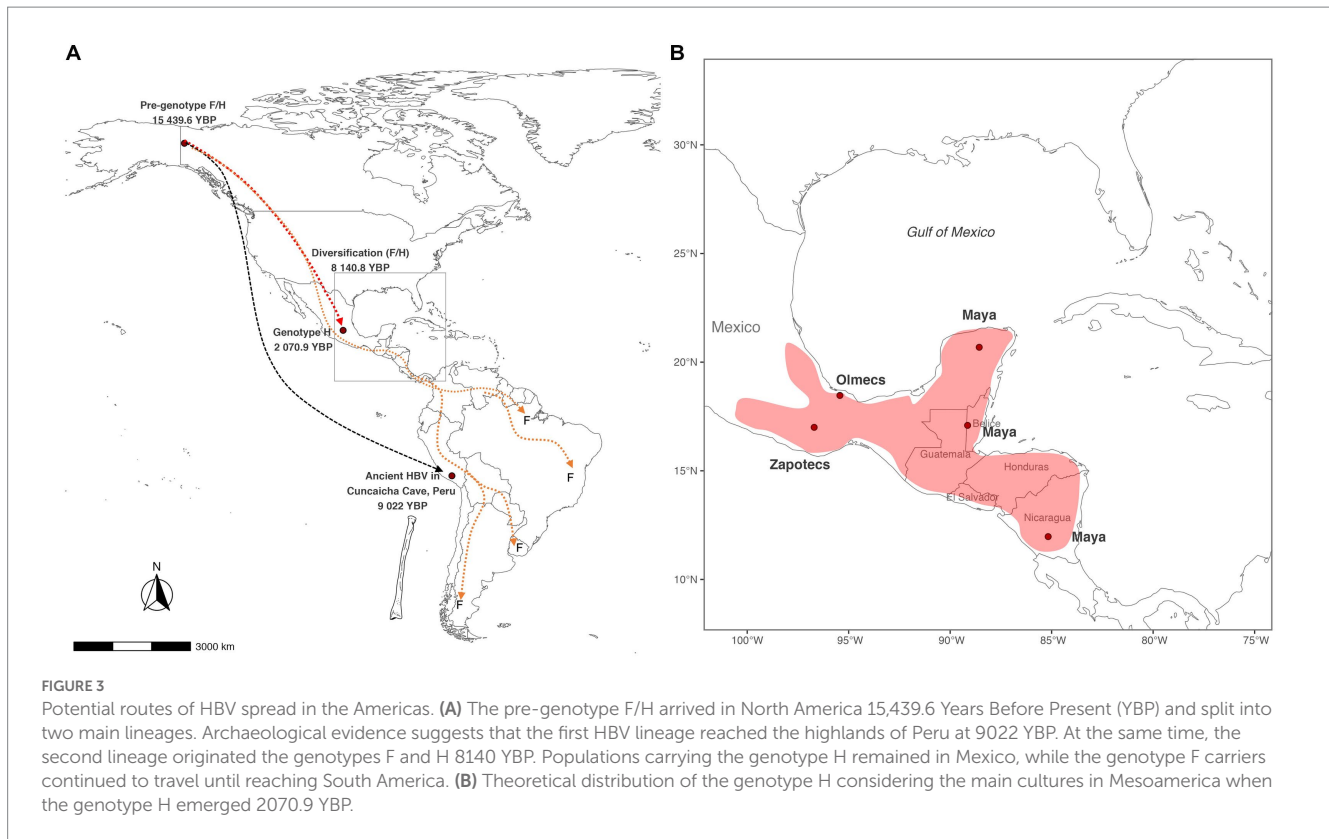 A
Pre-genotype F/H
15 439.6 YBP
Diversification (F/H)
8 140.8 YBP
Genotype H
2 070.9 YBP
Ancient HBV in
Cuncaicha Cave, Peru
9 022 YBP
F
F
F
F
N
3000 km
B
30°N
25°N
20°N
15°N
10°N
100°W
95°W
90°W
85°W
80°W
75°W
Gulf of Mexico
Mexico
Maya
Olmecs
Belice
Maya
Zapotecs
Guatemala
Honduras
El Salvador
Nicaragua
Maya
FIGURE 3
Potential routes of HBV spread in the Americas. (A) The pre-genotype F/H arrived in North America 15,439.6 Years Before Present (YBP) and split into
two main lineages. Archaeological evidence suggests that the first HBV lineage reached the highlands of Peru at 9022 YBP. At the same time, the
second lineage originated the genotypes F and H 8140 YBP. Populations carrying the genotype H remained in Mexico, while the genotype F carriers
continued to travel until reaching South America. (B) Theoretical distribution of the genotype H considering the main cultures in Mesoamerica when
the genotype H emerged 2070.9 YBP.